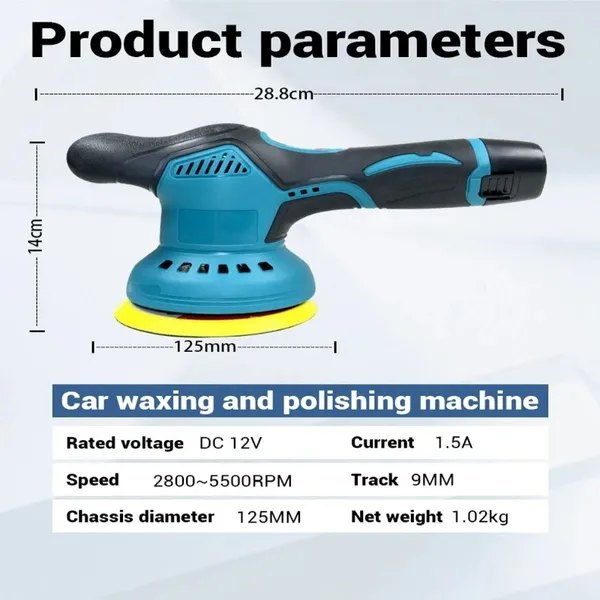 Product parameters
28.8cm
14cm
125mm
Car waxing and polishing machine
Rated voltage DC 12V Current 1.5A
Speed 2800~5500RPM Track 9MM
Chassis diameter 125MM Net weight 1.02kg